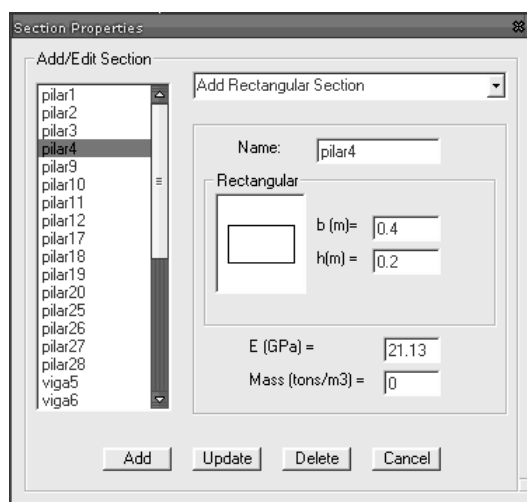 Section Properties
Add/Edit Section
pilar1
pilar2
pilar3
pilar4
pilar9
pilar10
pilar11
pilar12
pilar17
pilar18
pilar19
pilar20
pilar25
pilar26
pilar27
pilar28
viga5
viga6
Add Rectangular Section
Name: pilar4
Rectangular
b (m)= 0.4
h(m) = 0.2
E (GPa) = 21.13
Mass (tons/m3) = 0
Add Update Delete Cancel